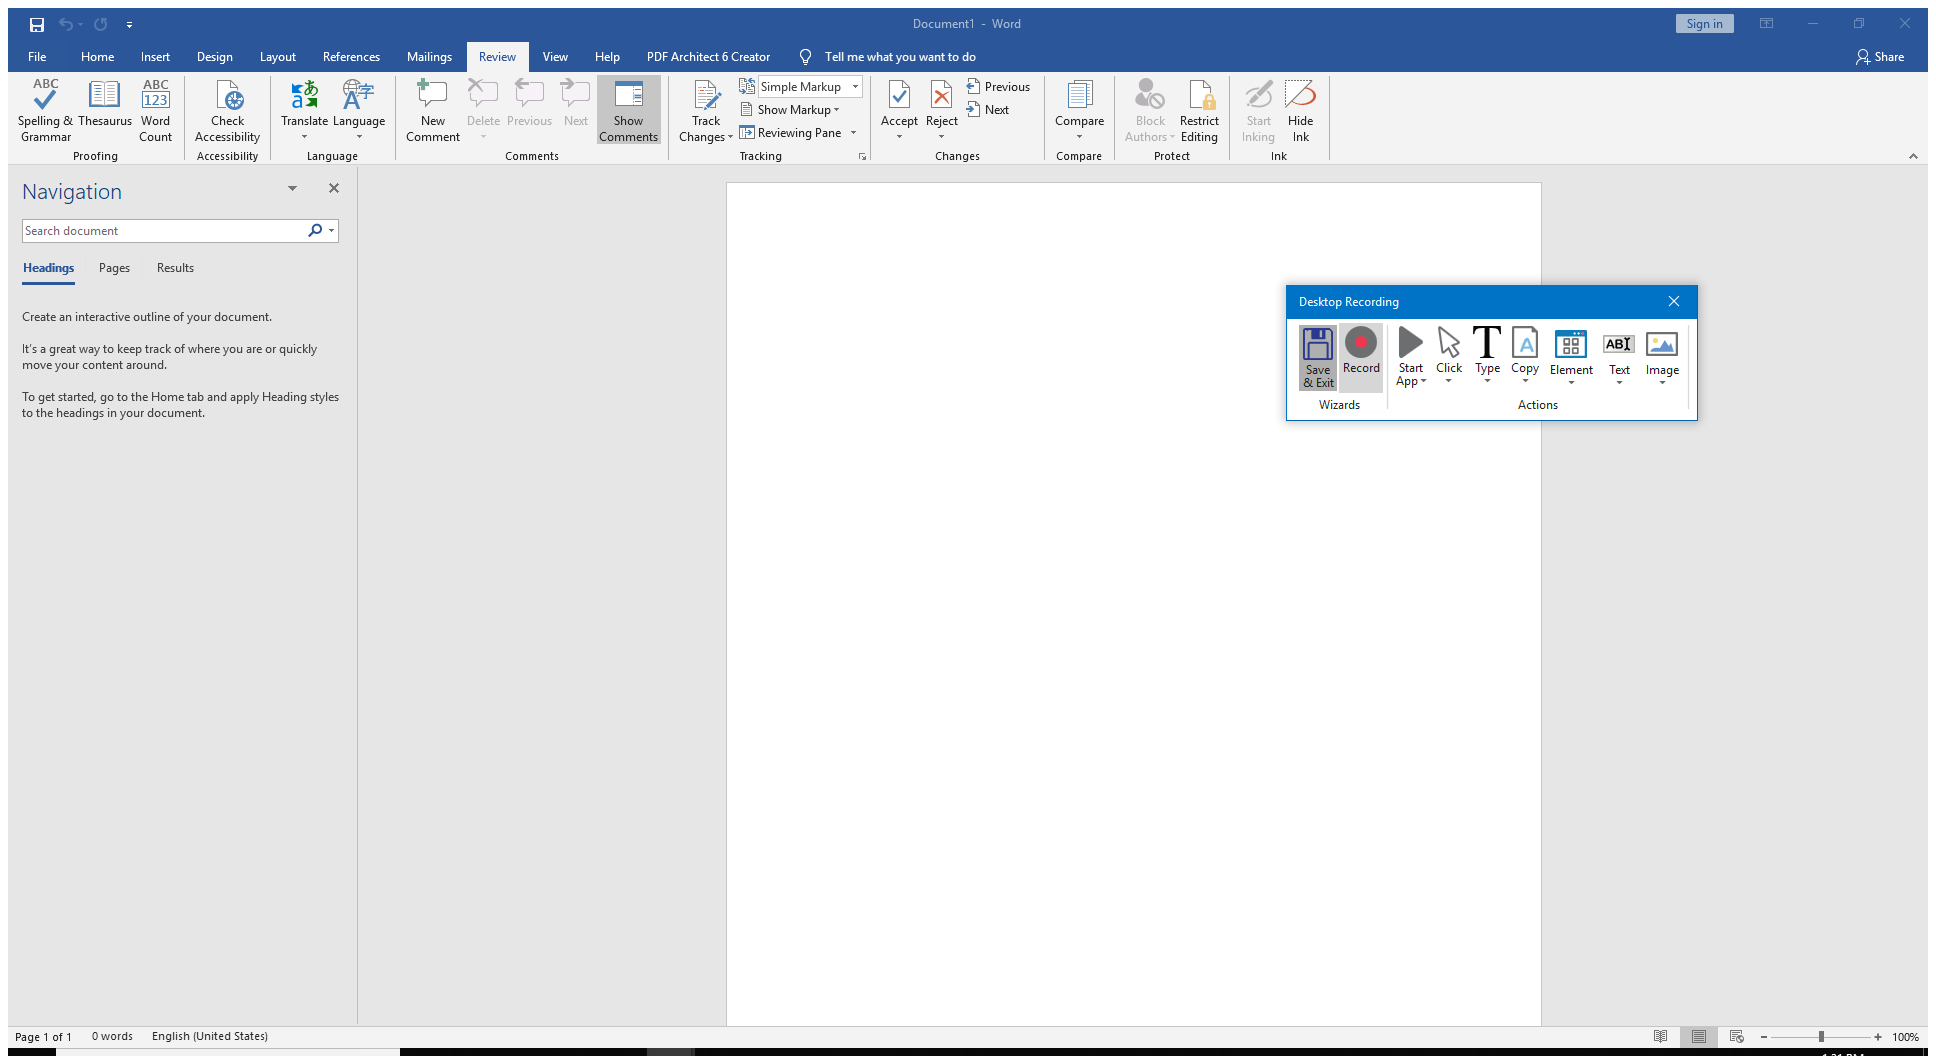 Document1 - Word
Sign in
File Home Insert Design Layout References Mailings Review View Help PDF Architect 6 Creator Tell me what you want to do Share
ABC Spelling & Grammar
Thesaurus
ABC 123 Word Count
Proofing
Check Accessibility
Accessibility
Translate
Language
Language
New Comment
Delete
Previous
Next
Show Comments
Comments
Track Changes
Simple Markup
Show Markup
Reviewing Pane
Tracking
Accept
Reject
Previous
Next
Changes
Compare
Compare
Block Authors
Restrict Editing
Protect
Start Inking
Hide Ink
Ink
Navigation
Search document
Headings Pages Results
Create an interactive outline of your document.
It's a great way to keep track of where you are or quickly
move your content around.
To get started, go to the Home tab and apply Heading styles
to the headings in your document.
Desktop Recording
Save & Exit
Record
Wizards
Start App
Click
T Type
A Copy
Element
AB Text
Image
Actions
Page 1 of 1 0 words English (United States) 100%